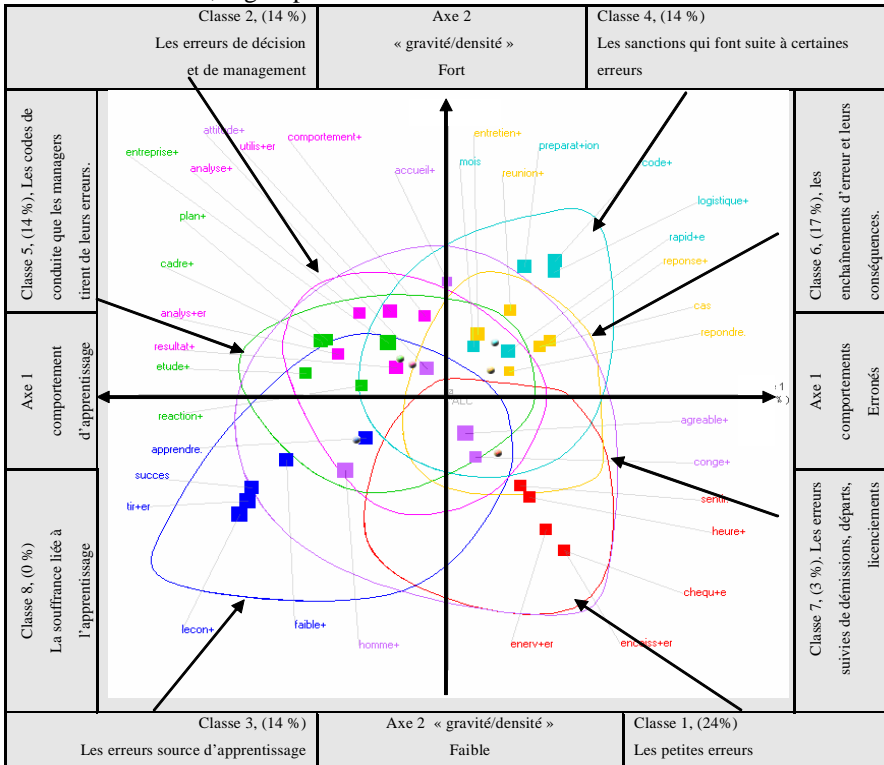 Classe 2, (14 %)
Les erreurs de décision
et de management
Axe 2
« gravité/densité »
Fort
Classe 4, (14 %)
Les sanctions qui font suite à certaines
erreurs
Classe 5, (14 %), Les codes de
conduite que les managers
tirent de leurs erreurs.
Axe 1
comportement
d'apprentissage
Classe 8, (0 %)
La souffrance liée à
l'apprentissage
attitude+
utilis+er
comportement+
entreprise+
analyse+
accueil+
entretien+
mois
preparat+ion
reunion+
code+
plan+
logistique+
cadre+
rapid+e
reponse+
analys+er
cas
resultat+
repondre.
etude+
reaction+
ALC
1
%)
agreable+
apprendre.
conge+
succes
sentir.
tir+er
heure+
cheque+e
lecon+
faible+
homme+
enerv+er
encaiss+er
Classe 6, (17 %), les
enchaînements d'erreur et leurs
conséquences.
Axe 1
comportements
Erronés
Classe 7, (3 %). Les erreurs
suivies de démissions, départs,
licenciements
Classe 3, (14 %)
Les erreurs source d'apprentissage
Axe 2 « gravité/densité »
Faible
Classe 1, (24%)
Les petites erreurs